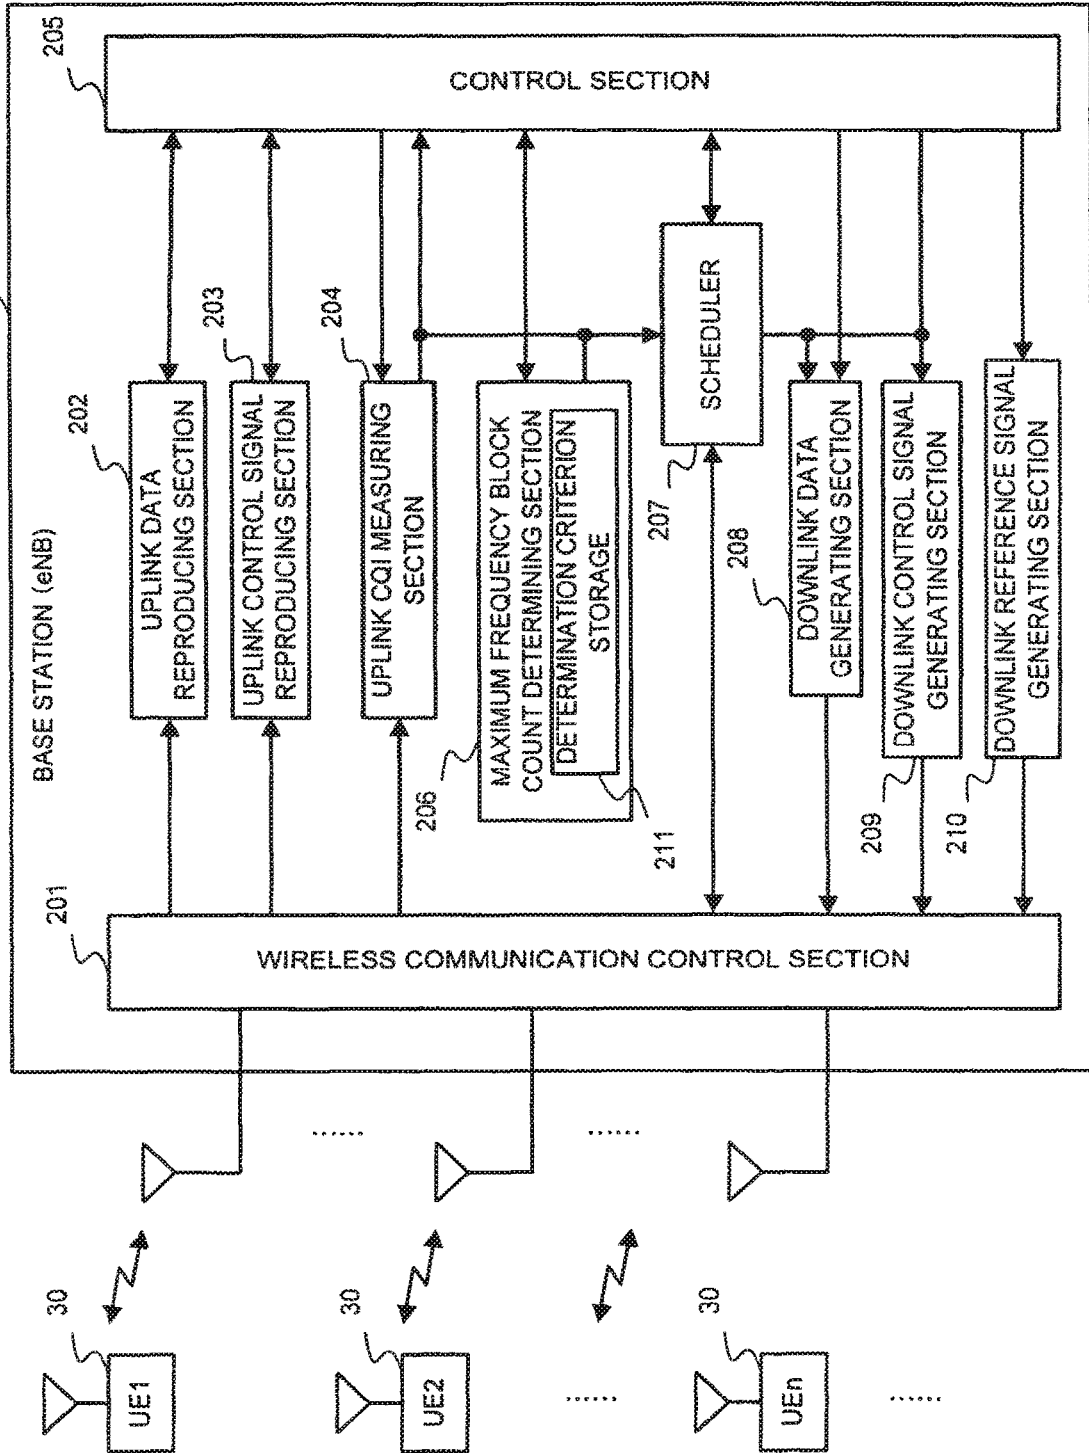 BASE STATION (eNB)
205
CONTROL SECTION
202
UPLINK DATA
REPRODUCING SECTION
203
UPLINK CONTROL SIGNAL
REPRODUCING SECTION
204
UPLINK CQI MEASURING
SECTION
206
MAXIMUM FREQUENCY BLOCK
COUNT DETERMINING SECTION
DETERMINATION CRITERION
STORAGE
211
SCHEDULER
207
208
DOWNLINK DATA
GENERATING SECTION
209
DOWNLINK CONTROL SIGNAL
GENERATING SECTION
210
DOWNLINK REFERENCE SIGNAL
GENERATING SECTION
201
WIRELESS COMMUNICATION CONTROL SECTION
......
......
30
UE1
30
UE2
......
30
UEn
......